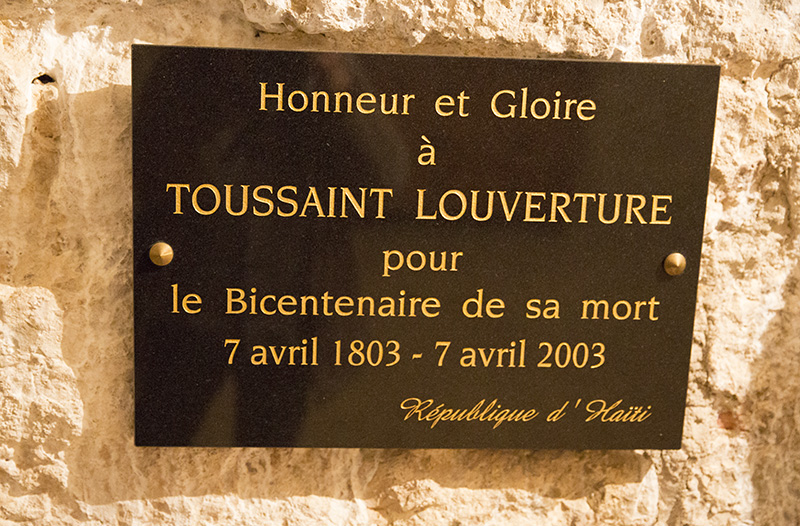 Honneur et Gloire
à
TOUSSAINT LOUVERTURE
pour
le Bicentenaire de sa mort
7 avril 1803 - 7 avril 2003
République d'Haïti